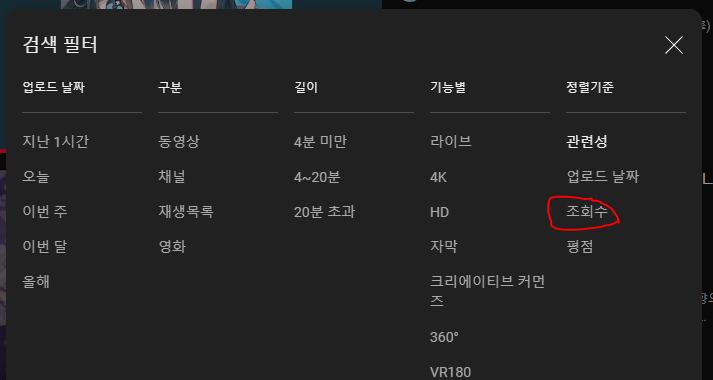 검색 필터
업로드 날짜
지난 1시간
오늘
이번 주
이번 달
올해
구분
동영상
채널
재생목록
영화
길이
4분 미만
4~20분
20분 초과
기능별
라이브
4K
HD
자막
크리에이티브 커먼
즈
360°
VR180
정렬기준
관련성
업로드 날짜
조회수
평점